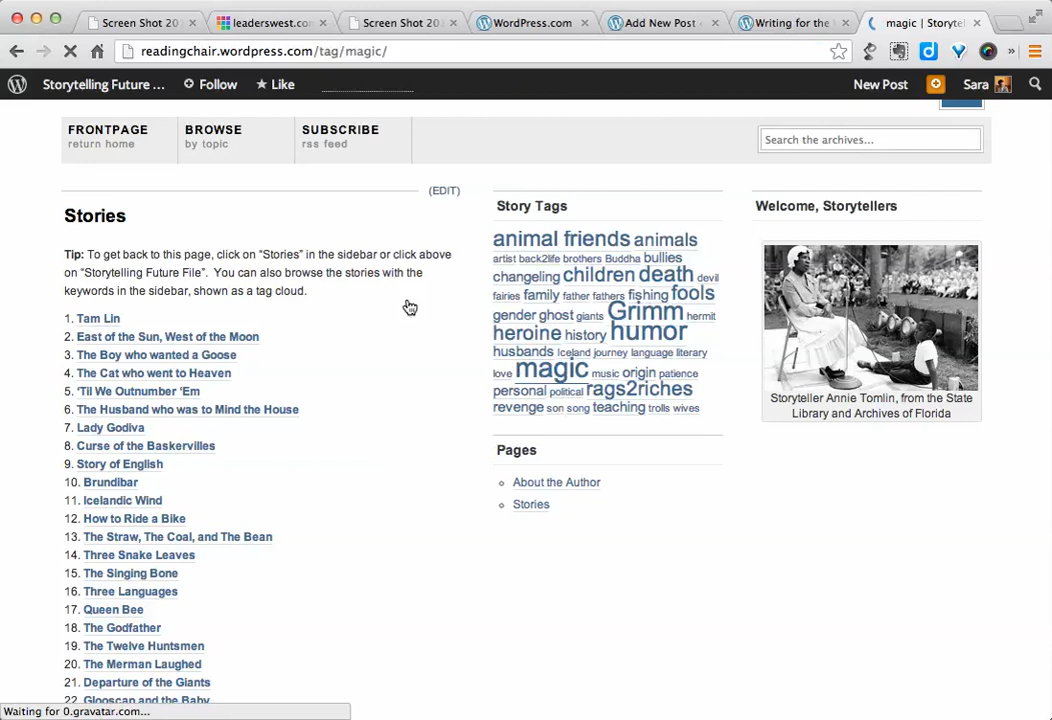 Screen Shot 20
leaderswest.co
Screen Shot 20
WordPress.com
Add New Post
Writing for the
magic | Storytel
readingchair.wordpress.com/tag/magic/
Storytelling Future ...
Follow
Like
New Post
Sara
FRONTPAGE
return home
BROWSE
by topic
SUBSCRIBE
rss feed
Search the archives...
(EDIT)
Stories
Tip: To get back to this page, click on "Stories" in the sidebar or click above
on "Storytelling Future File". You can also browse the stories with the
keywords in the sidebar, shown as a tag cloud.
1. Tam Lin
2. East of the Sun, West of the Moon
3. The Boy who wanted a Goose
4. The Cat who went to Heaven
5. 'Til We Outnumber 'Em
6. The Husband who was to Mind the House
7. Lady Godiva
8. Curse of the Baskervilles
9. Story of English
10. Brundibar
11. Icelandic Wind
12. How to Ride a Bike
13. The Straw, The Coal, and The Bean
14. Three Snake Leaves
15. The Singing Bone
16. Three Languages
17. Queen Bee
18. The Godfather
19. The Twelve Huntsmen
20. The Merman Laughed
21. Departure of the Giants
22. Glooscap and the Baby
Story Tags
animal friends animals
artist back2life brothers Buddha bullies
changeling children death devil
fairies family father fathers fishing fools
gender ghost giants Grimm hermit
heroine history humor
husbands Iceland journey language literary
love magic music origin patience
personal political rags2riches
revenge son song teaching trolls wives
Pages
About the Author
Stories
Welcome, Storytellers
Storyteller Annie Tomlin, from the State
Library and Archives of Florida
Waiting for 0.gravatar.com...